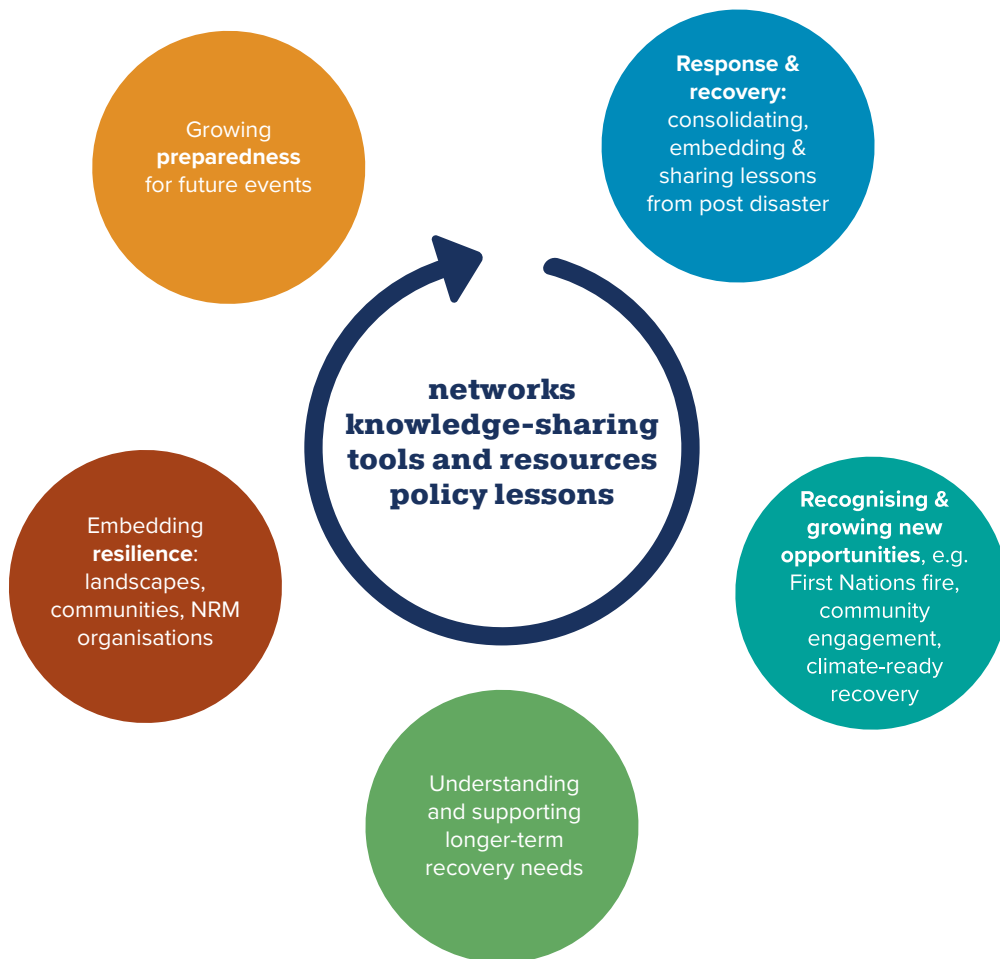 Growing
preparedness
for future events
Response &
recovery:
consolidating,
embedding &
sharing lessons
from post disaster
networks
knowledge-sharing
tools and resources
policy lessons
Embedding
resilience:
landscapes,
communities, NRM
organisations
Recognising &
growing new
opportunities, e.g.
First Nations fire,
community
engagement,
climate-ready
recovery
Understanding
and supporting
longer-term
recovery needs